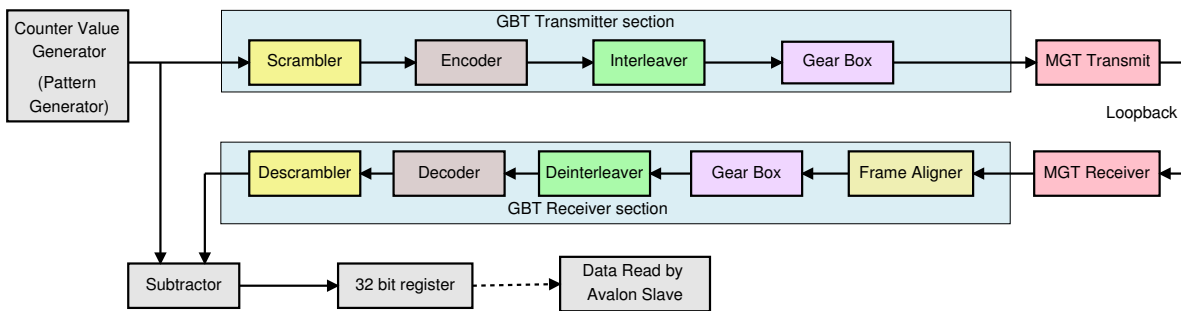 Counter Value
Generator
(Pattern
Generator)
GBT Transmitter section
Scrambler
Encoder
Interleaver
Gear Box
MGT Transmit
Loopback
Descrambler
Decoder
Deinterleaver
Gear Box
Frame Aligner
MGT Receiver
GBT Receiver section
Subtractor
32 bit register
Data Read by
Avalon Slave